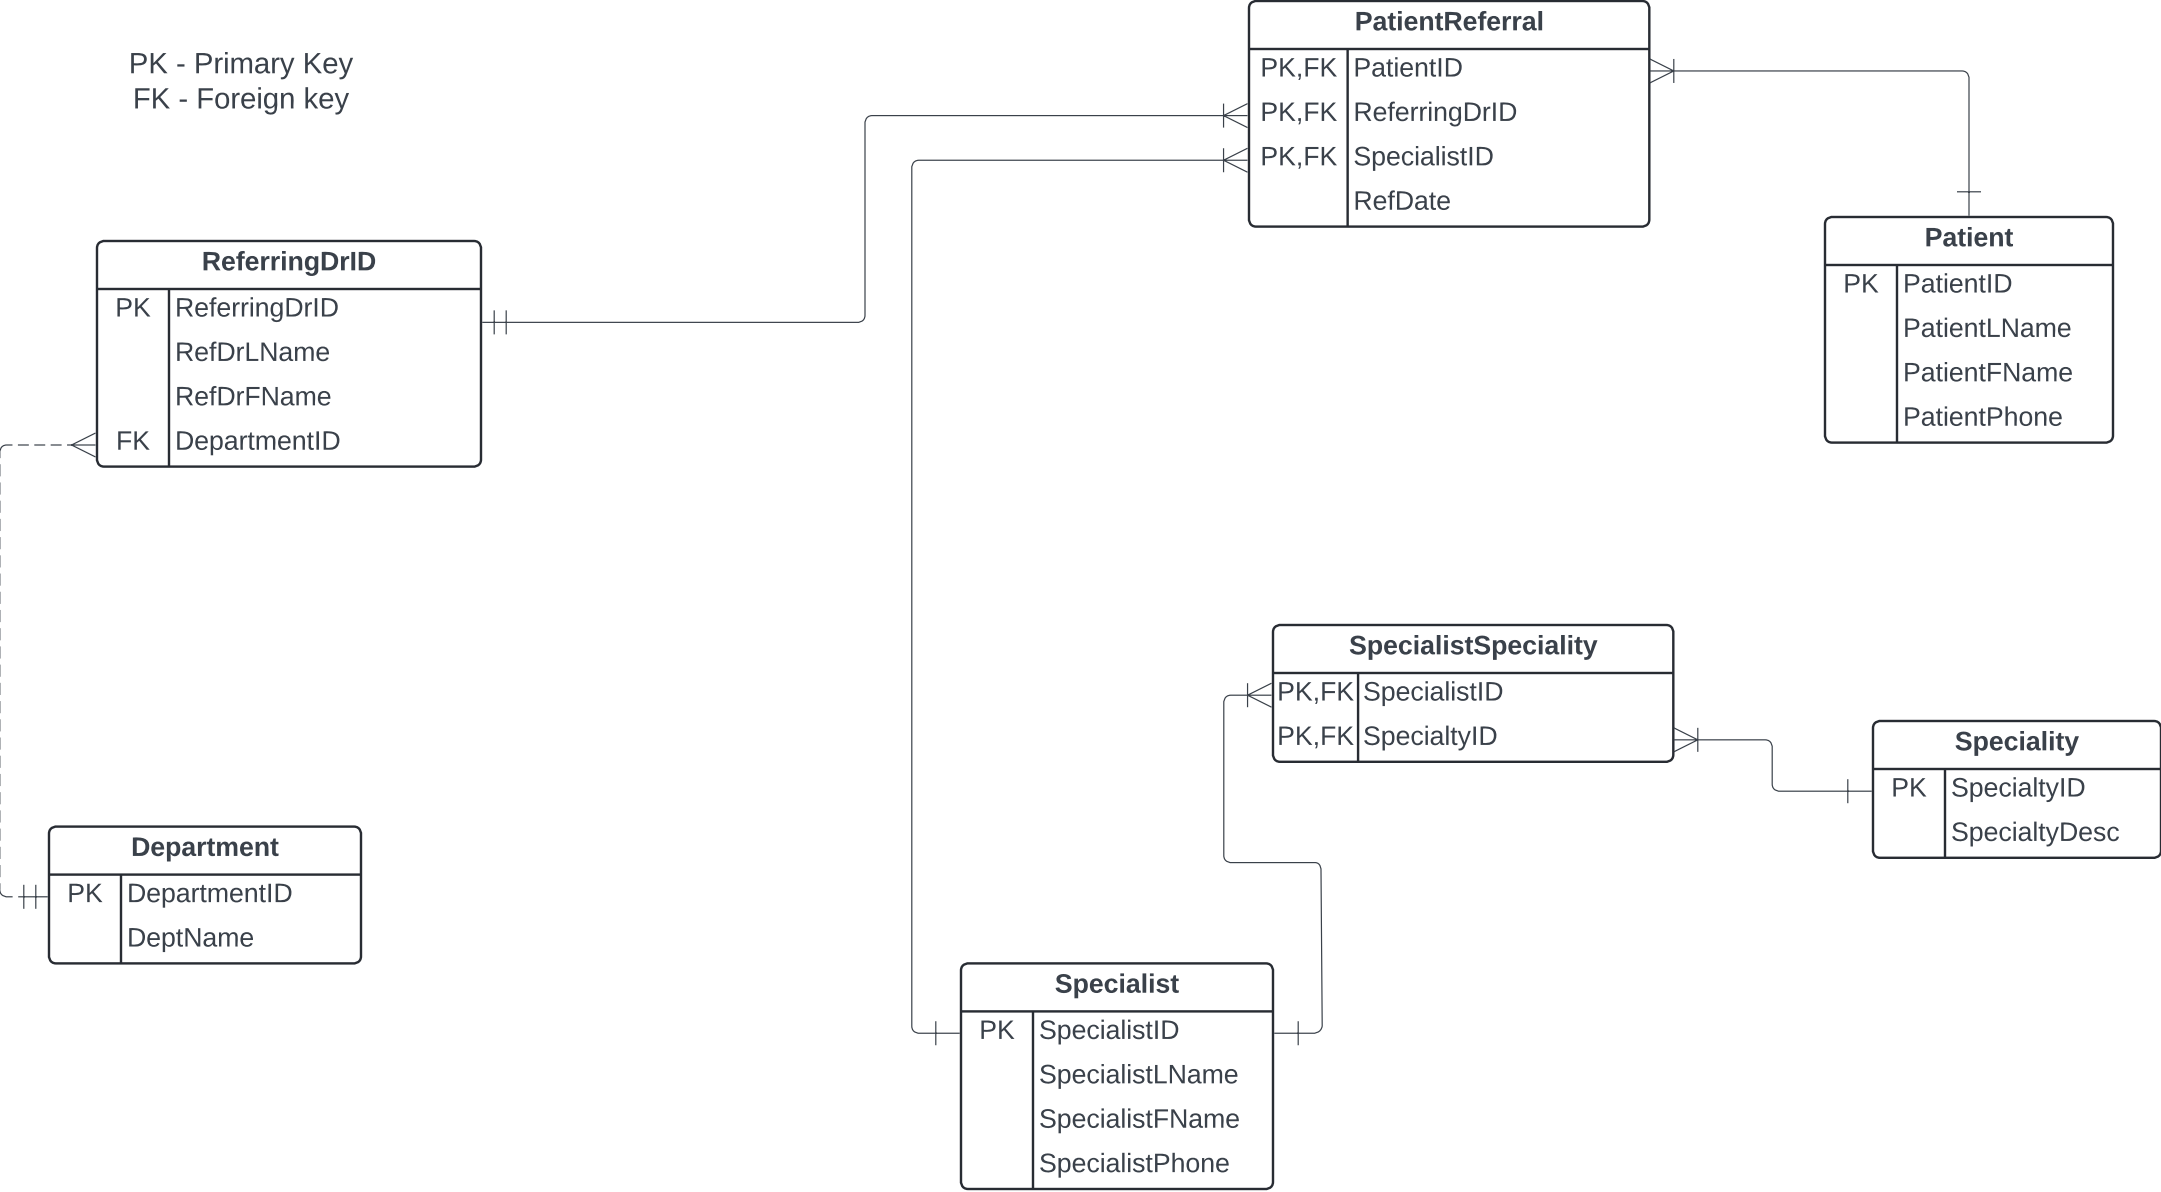 PK - Primary Key
FK - Foreign key
PatientReferral
PK,FK PatientID
PK,FK ReferringDrID
PK,FK SpecialistID
RefDate
ReferringDrID
PK ReferringDrID
RefDrLName
RefDrFName
FK DepartmentID
Patient
PK PatientID
PatientLName
PatientFName
PatientPhone
SpecialistSpeciality
PK,FK SpecialistID
PK,FK SpecialtyID
Speciality
PK SpecialtyID
SpecialtyDesc
Department
PK DepartmentID
DeptName
Specialist
PK SpecialistID
SpecialistLName
SpecialistFName
SpecialistPhone